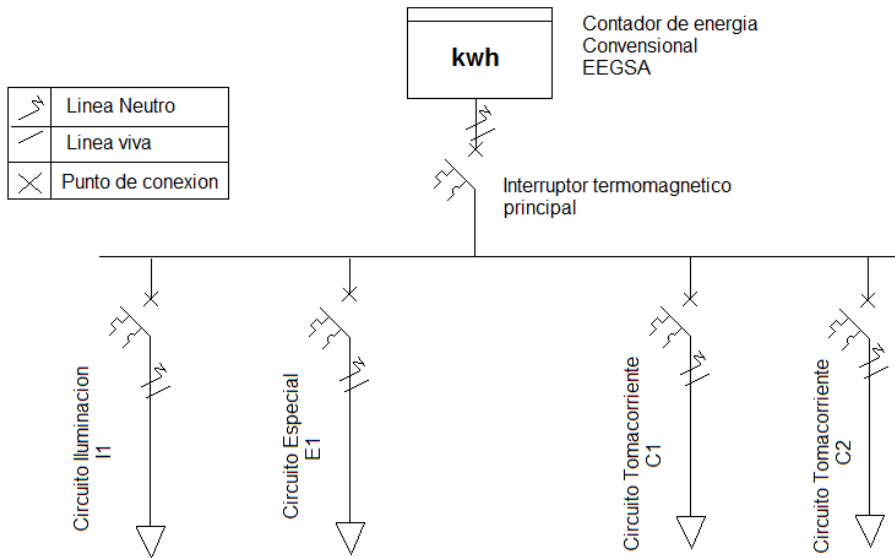 kwh
Contador de energia
Convensional
EEGSA
Linea Neutro
Linea viva
Punto de conexion
Interruptor termomagnetico
principal
Circuito Iluminacion
I1
Circuito Especial
E1
Circuito Tomacorriente
C1
Circuito Tomacorriente
C2